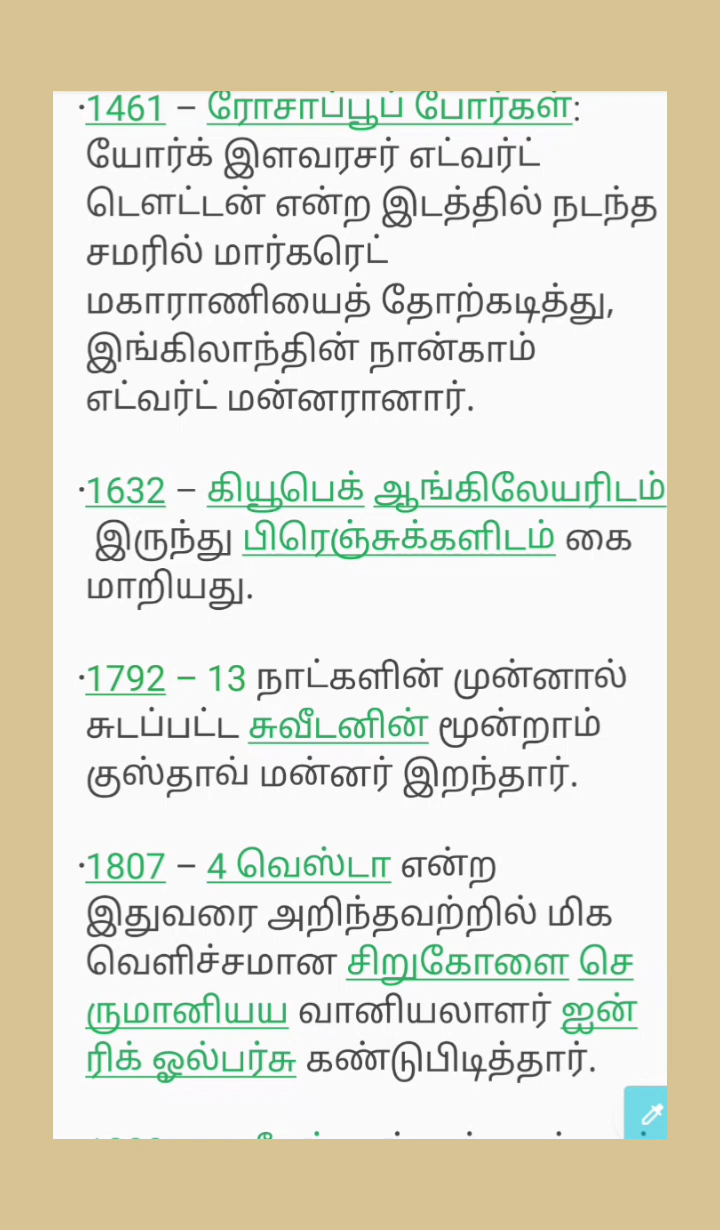 ·1461 – ரோசாப்பூப் போர்கள்:
யோர்க் இளவரசர் எட்வர்ட்
டௌட்டன் என்ற இடத்தில் நடந்த
சமரில் மார்கரெட்
மகாராணியைத் தோற்கடித்து,
இங்கிலாந்தின் நான்காம்
எட்வர்ட் மன்னரானார்.
·1632 – கியூபெக் ஆங்கிலேயரிடம்
இருந்து பிரெஞ்சுக்களிடம் கை
மாறியது.
·1792 – 13 நாட்களின் முன்னால்
சுடப்பட்ட சுவீடனின் மூன்றாம்
குஸ்தாவ் மன்னர் இறந்தார்.
·1807 – 4 வெஸ்டா என்ற
இதுவரை அறிந்தவற்றில் மிக
வெளிச்சமான சிறுகோளை செ
ருமானியய வானியலாளர் ஐன்
ரிக் ஓல்பர்சு கண்டுபிடித்தார்.